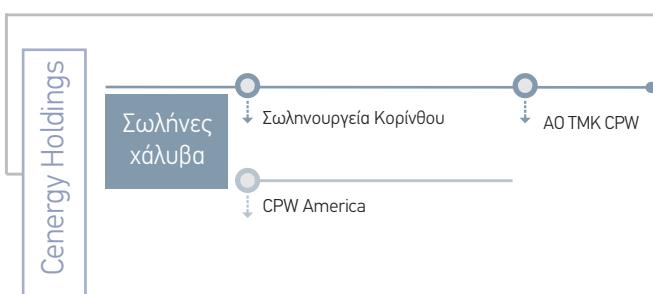 Cenergy Holdings
Σωλήνες
χάλυβα
Σωληνουργεία Κορίνθου
AO TMK CPW
CPW America